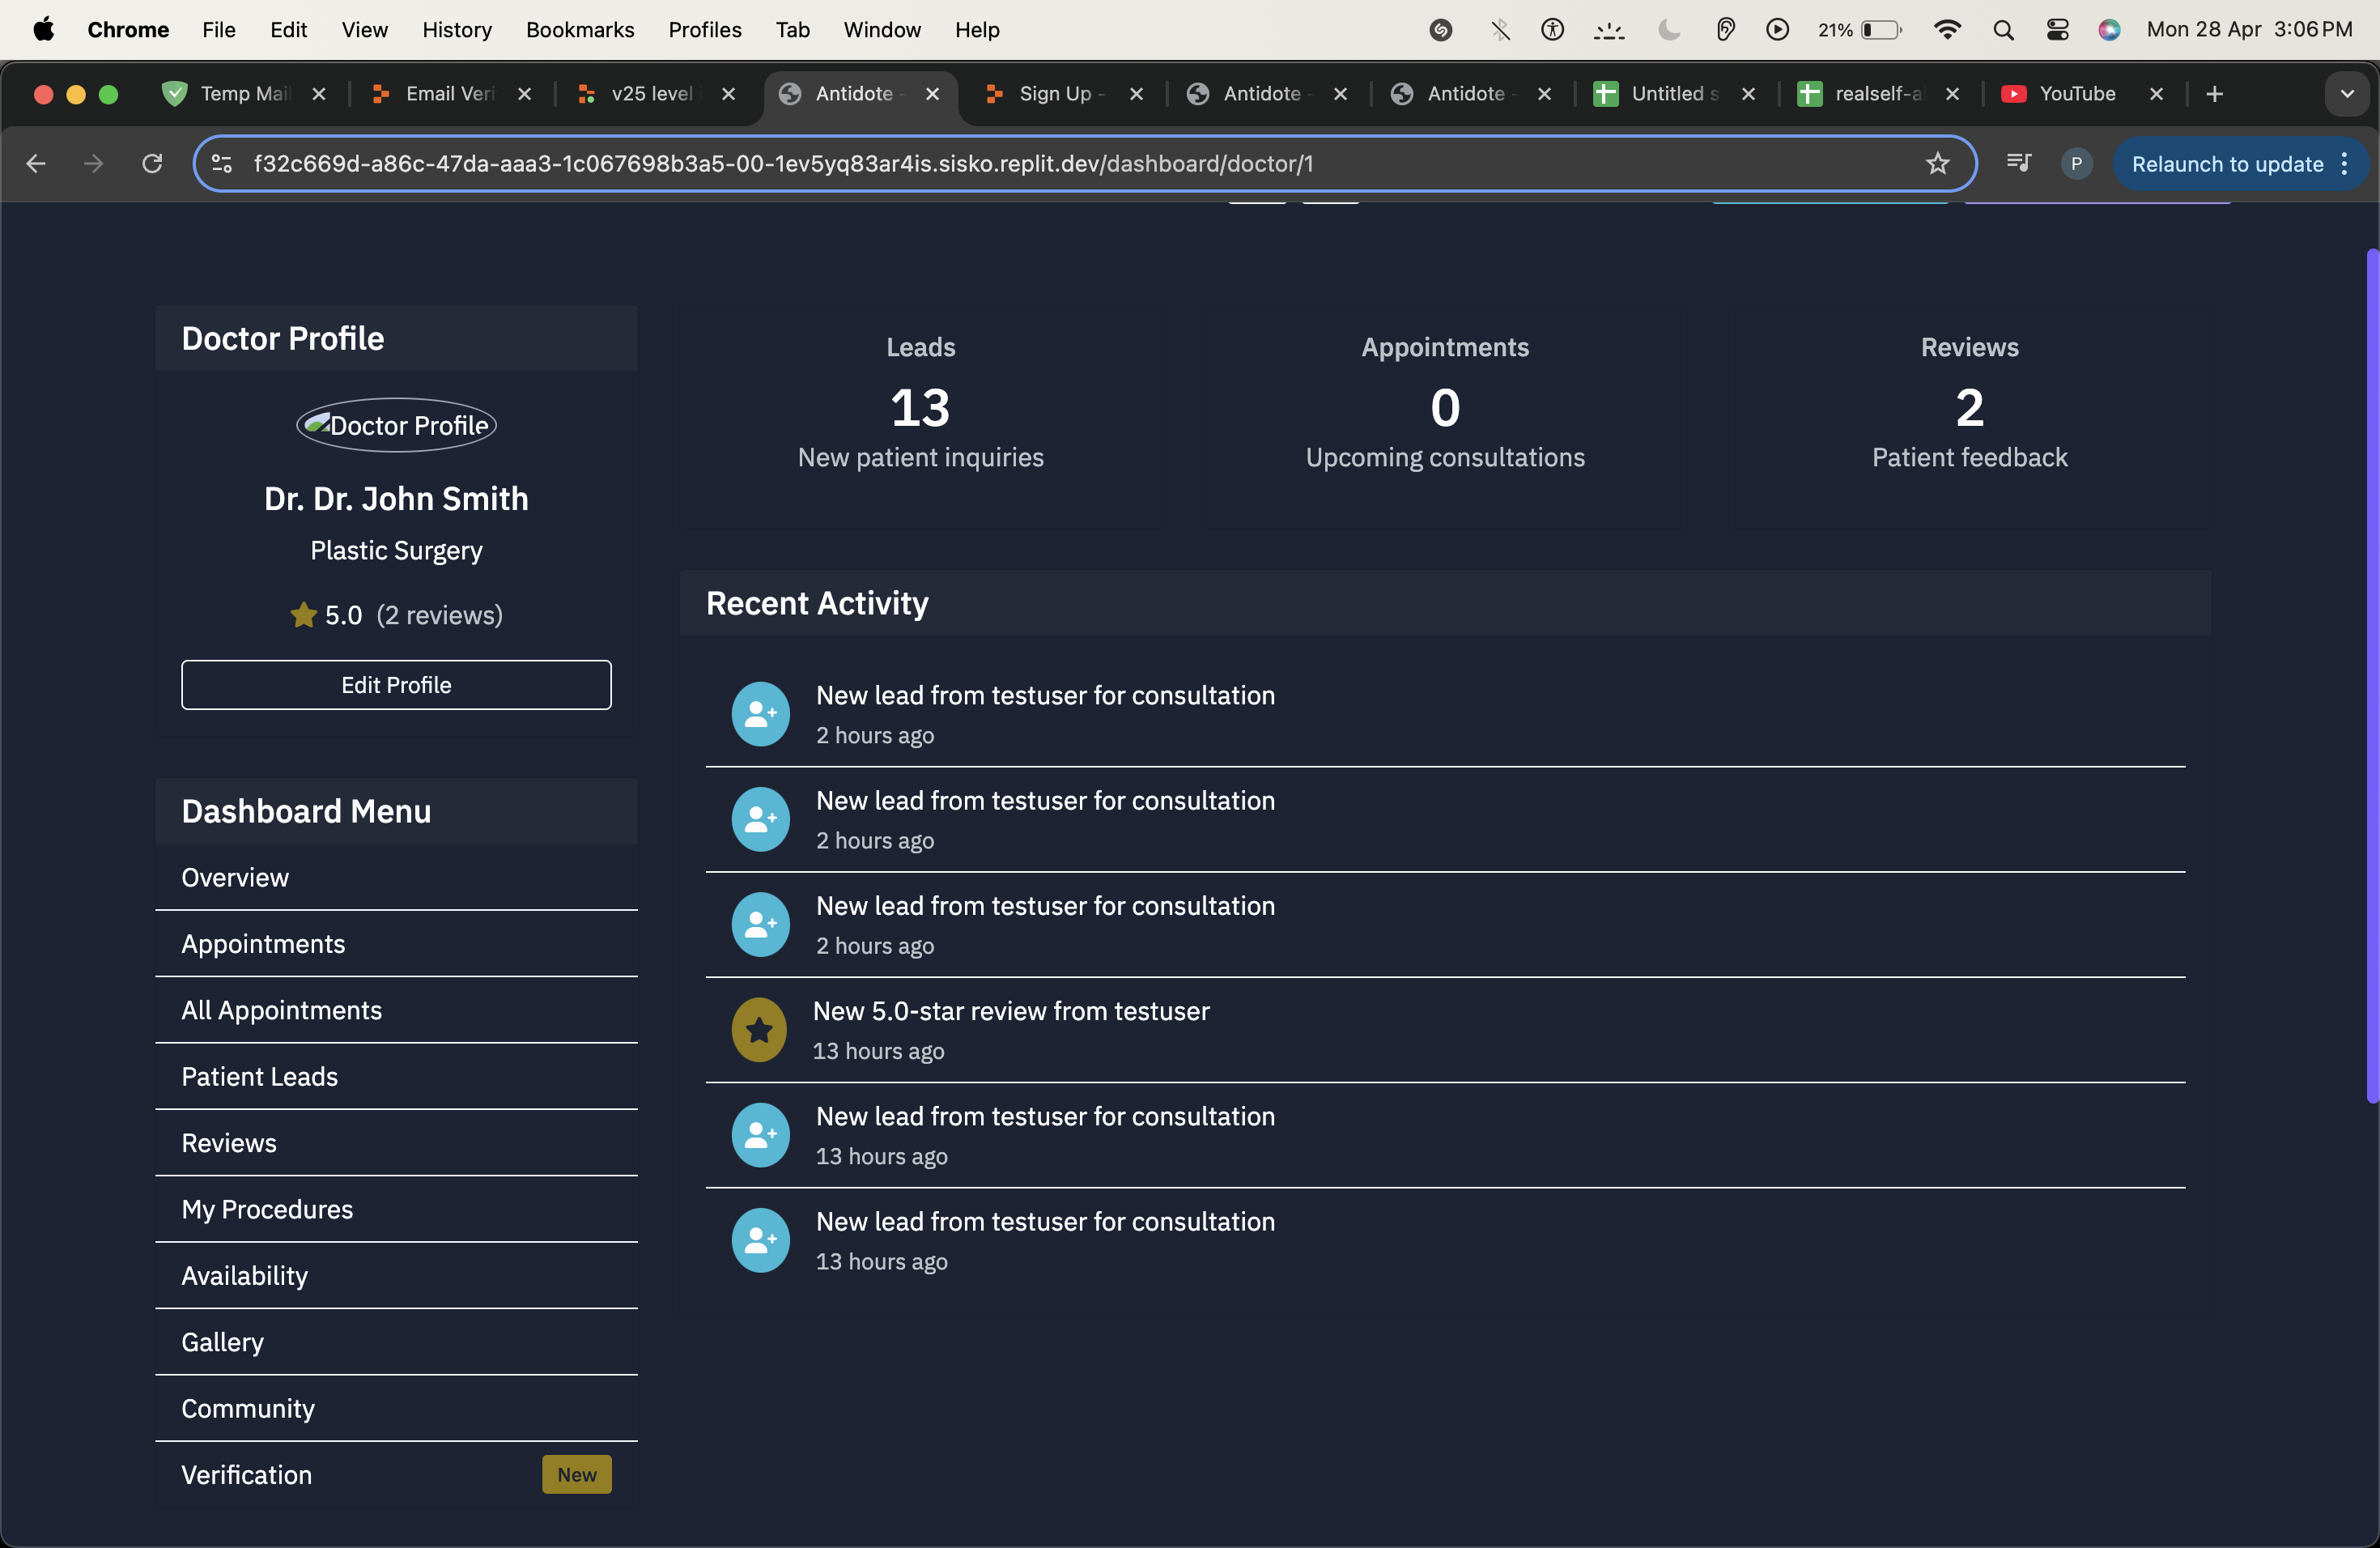 Chrome File Edit View History Bookmarks Profiles Tab Window Help 21% Mon 28 Apr 3:06 PM
Temp Mail Email Veri v25 level Antidote - Sign Up - Antidote - Antidote - Untitled s realself-a YouTube
f32c669d-a86c-47da-aaa3-1c067698b3a5-00-1ev5yq83ar4is.sisko.replit.dev/dashboard/doctor/1 P Relaunch to update
Doctor Profile
Doctor Profile
Dr. Dr. John Smith
Plastic Surgery
5.0 (2 reviews)
Edit Profile
Dashboard Menu
Overview
Appointments
All Appointments
Patient Leads
Reviews
My Procedures
Availability
Gallery
Community
Verification New
Leads
13
New patient inquiries
Appointments
0
Upcoming consultations
Reviews
2
Patient feedback
Recent Activity
New lead from testuser for consultation
2 hours ago
New lead from testuser for consultation
2 hours ago
New lead from testuser for consultation
2 hours ago
New 5.0-star review from testuser
13 hours ago
New lead from testuser for consultation
13 hours ago
New lead from testuser for consultation
13 hours ago